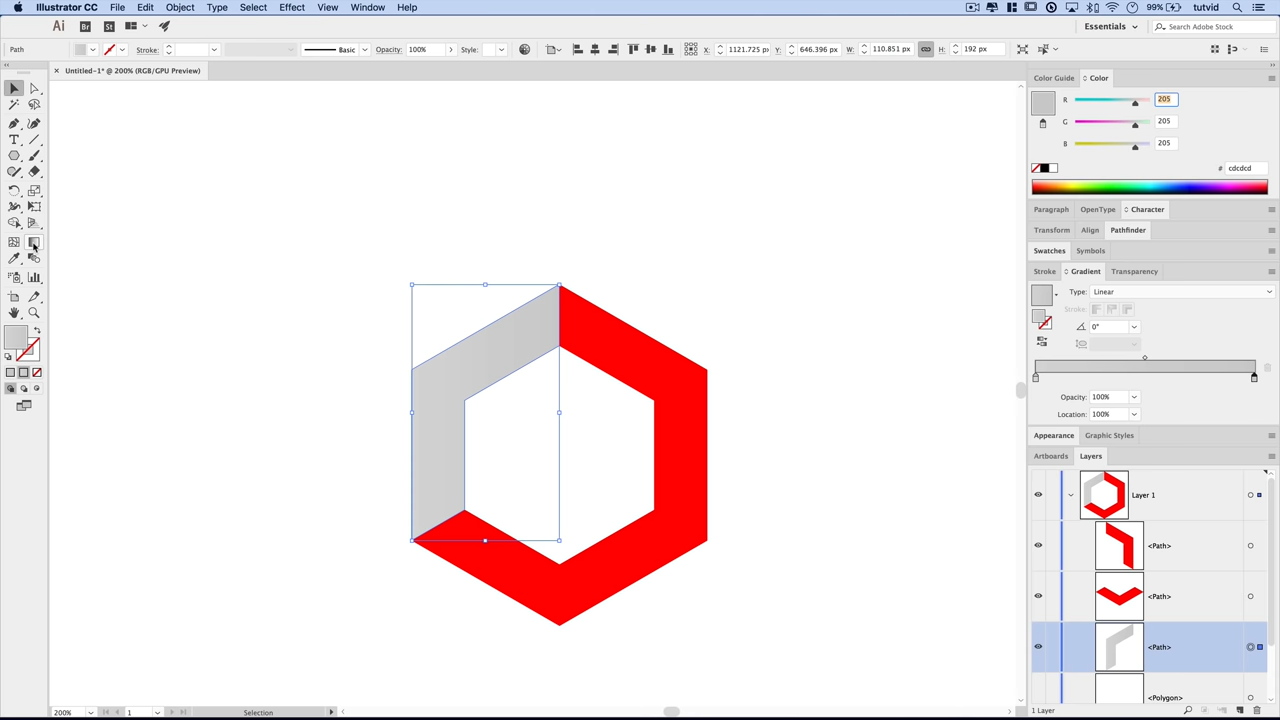 Illustrator CC File Edit Object Type Select Effect View Window Help 99% tutvid
Ai Br St Essentials Search Adobe Stock
Path Stroke: Basic Opacity: 100% Style: X: 1121.725 px Y: 646.396 px W: 110.851 px H: 192 px
× Untitled-1* @ 200% (RGB/GPU Preview)
Color Guide Color
R 205
G 205
B 205
# cdcdcd
Paragraph OpenType Character
Transform Align Pathfinder
Swatches Symbols
Stroke Gradient Transparency
Type: Linear
Stroke:
0°
Opacity: 100%
Location: 100%
Appearance Graphic Styles
Artboards Layers
Layer 1
<Path>
<Path>
<Path>
<Polygon>
200% 1 Selection 1 Layer